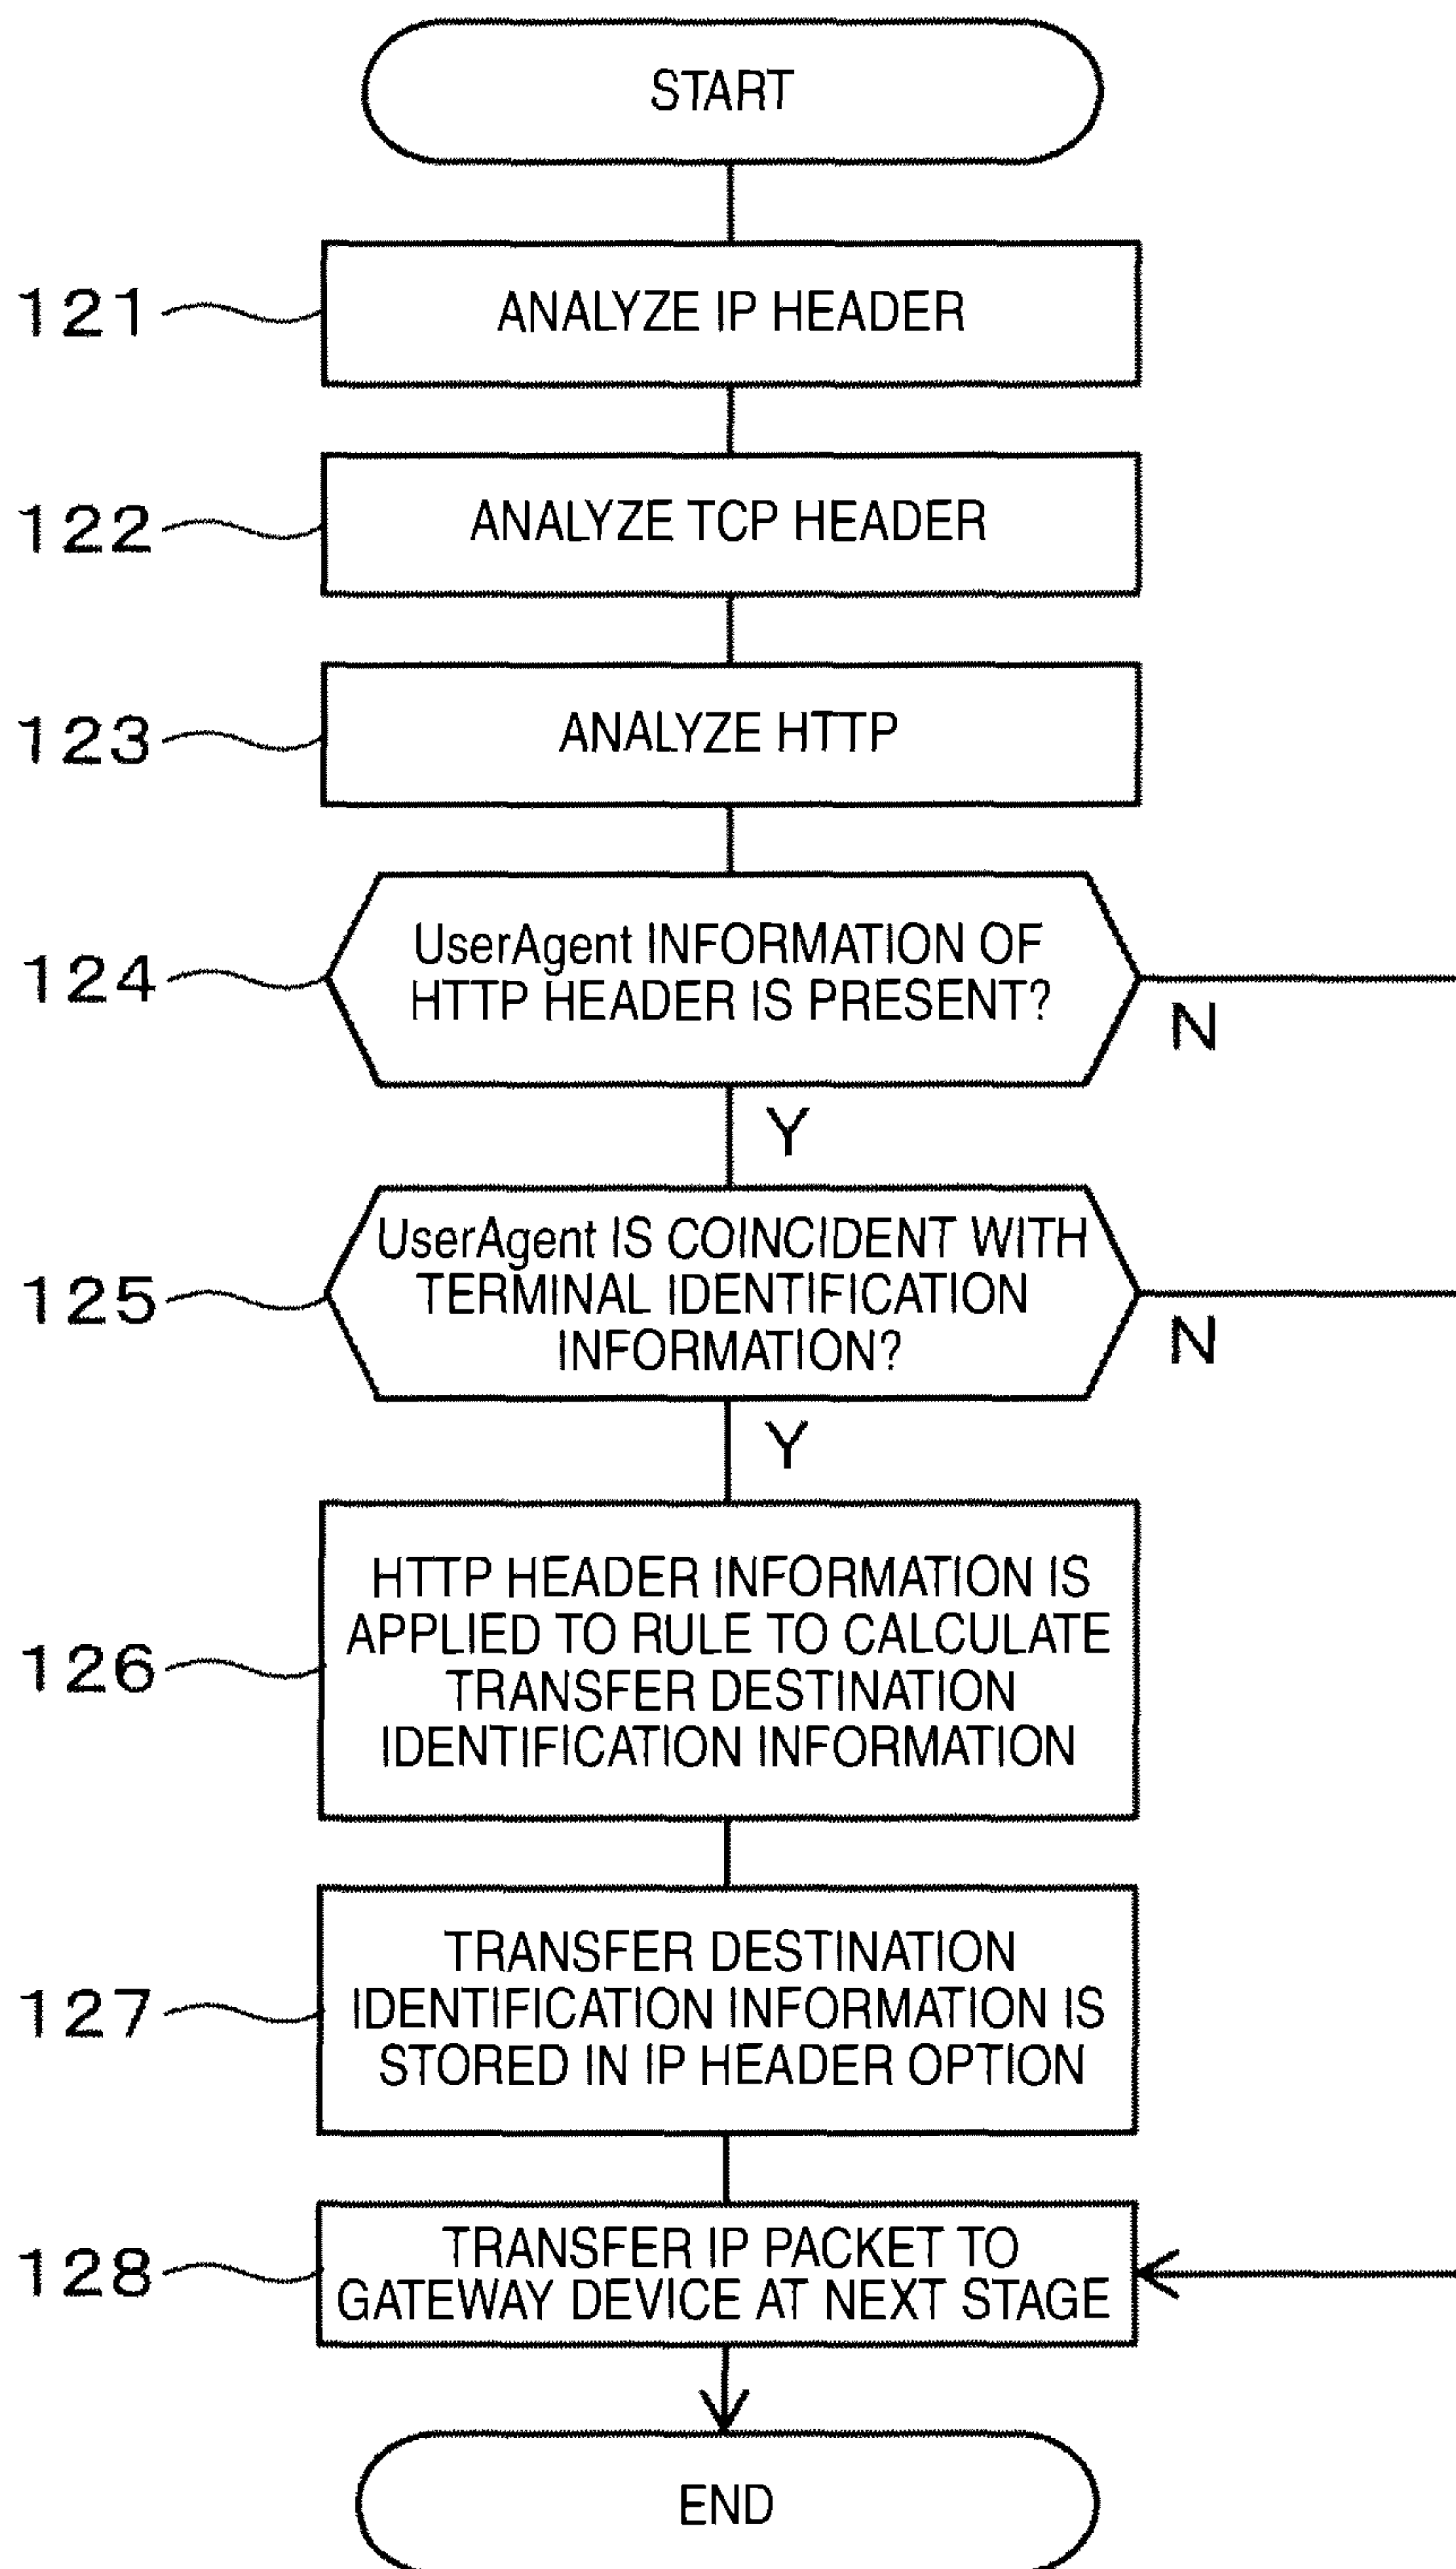 START
121
ANALYZE IP HEADER
122
ANALYZE TCP HEADER
123
ANALYZE HTTP
124
UserAgent INFORMATION OF
HTTP HEADER IS PRESENT?
N
Y
125
UserAgent IS COINCIDENT WITH
TERMINAL IDENTIFICATION
INFORMATION?
N
Y
126
HTTP HEADER INFORMATION IS
APPLIED TO RULE TO CALCULATE
TRANSFER DESTINATION
IDENTIFICATION INFORMATION
127
TRANSFER DESTINATION
IDENTIFICATION INFORMATION IS
STORED IN IP HEADER OPTION
128
TRANSFER IP PACKET TO
GATEWAY DEVICE AT NEXT STAGE
END